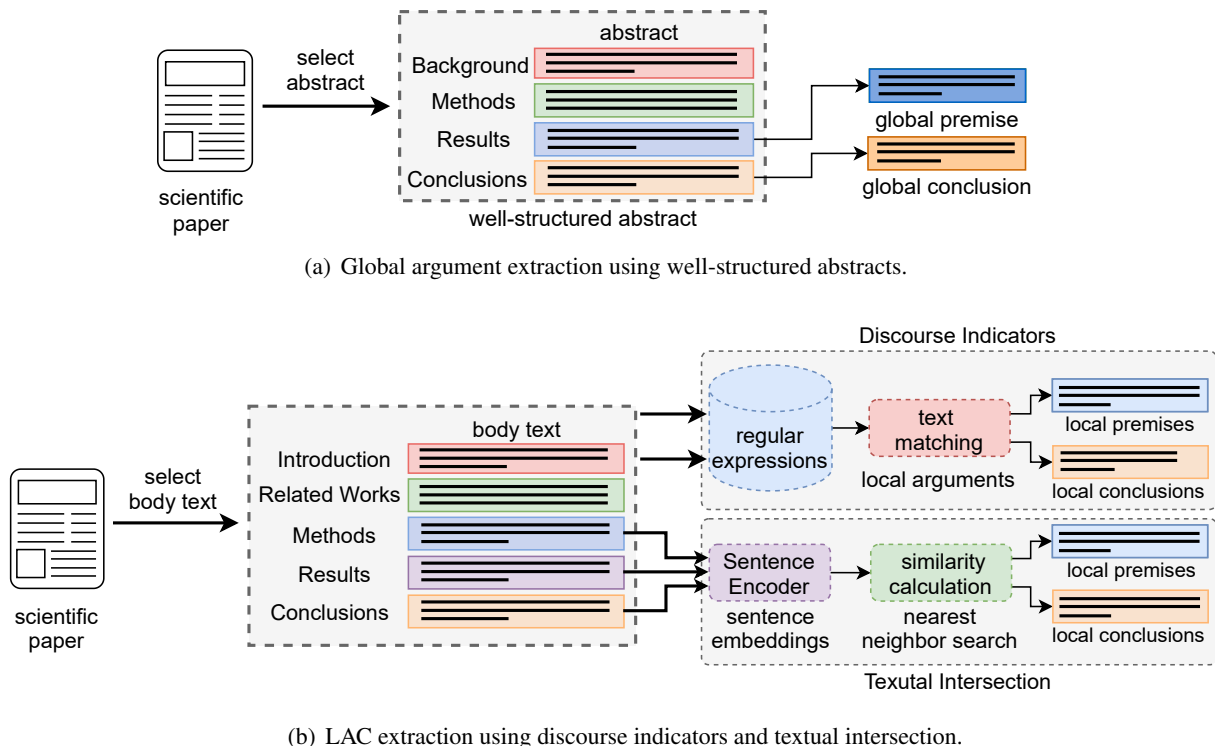 abstract
select
abstract
Background
Methods
Results
Conclusions
global premise
global conclusion
scientific
paper
well-structured abstract
(a) Global argument extraction using well-structured abstracts.
Discourse Indicators
body text
select
body text
Introduction
Related Works
Methods
Results
Conclusions
regular
expressions
text
matching
local arguments
local premises
local conclusions
Sentence
Encoder
sentence
embeddings
similarity
calculation
nearest
neighbor search
local premises
local conclusions
scientific
paper
Texutal Intersection
(b) LAC extraction using discourse indicators and textual intersection.